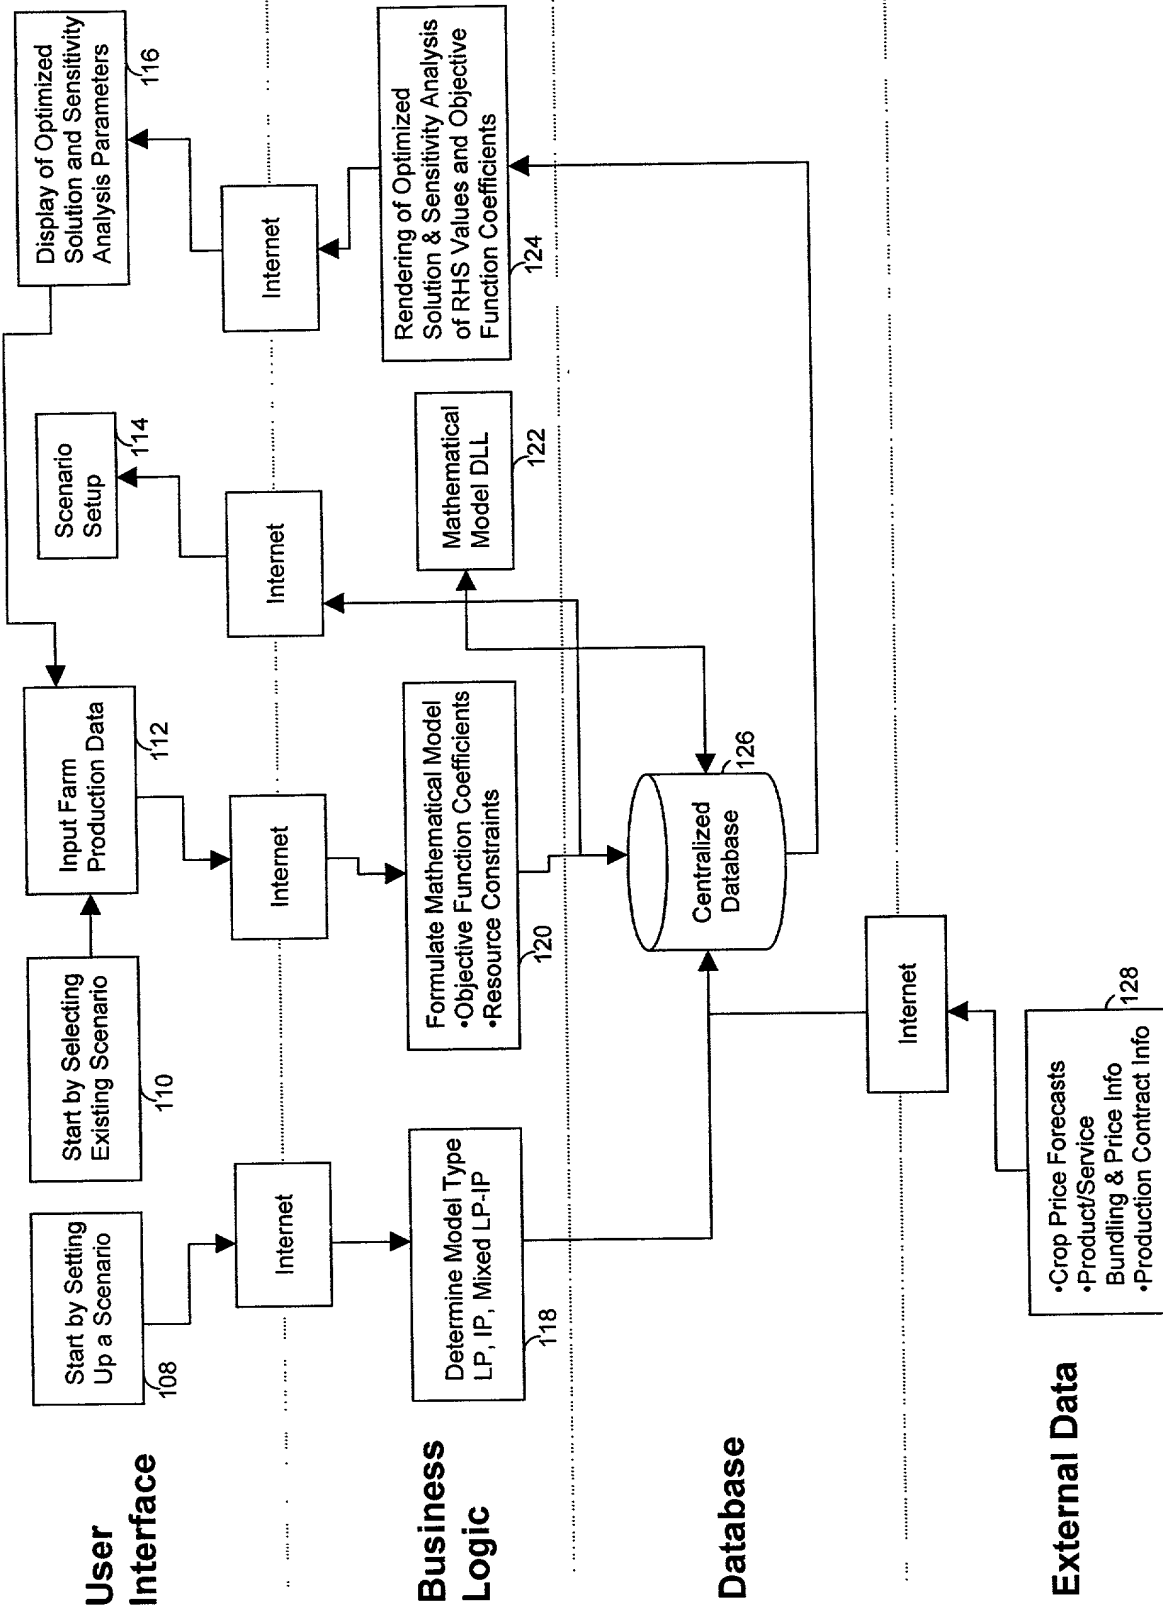 User
Interface
Start by Setting
Up a Scenario
108
Start by Selecting
Existing Scenario
110
Input Farm
Production Data
112
Scenario
Setup
114
Display of Optimized
Solution and Sensitivity
Analysis Parameters
116
Internet
Internet
Internet
Internet
Business
Logic
Determine Model Type
LP, IP, Mixed LP-IP
118
Formulate Mathematical Model
•Objective Function Coefficients
•Resource Constraints
120
Mathematical
Model DLL
122
Rendering of Optimized
Solution & Sensitivity Analysis
of RHS Values and Objective
Function Coefficients
124
Database
Centralized
Database
126
Internet
External Data
•Crop Price Forecasts
•Product/Service
Bundling & Price Info
•Production Contract Info
128